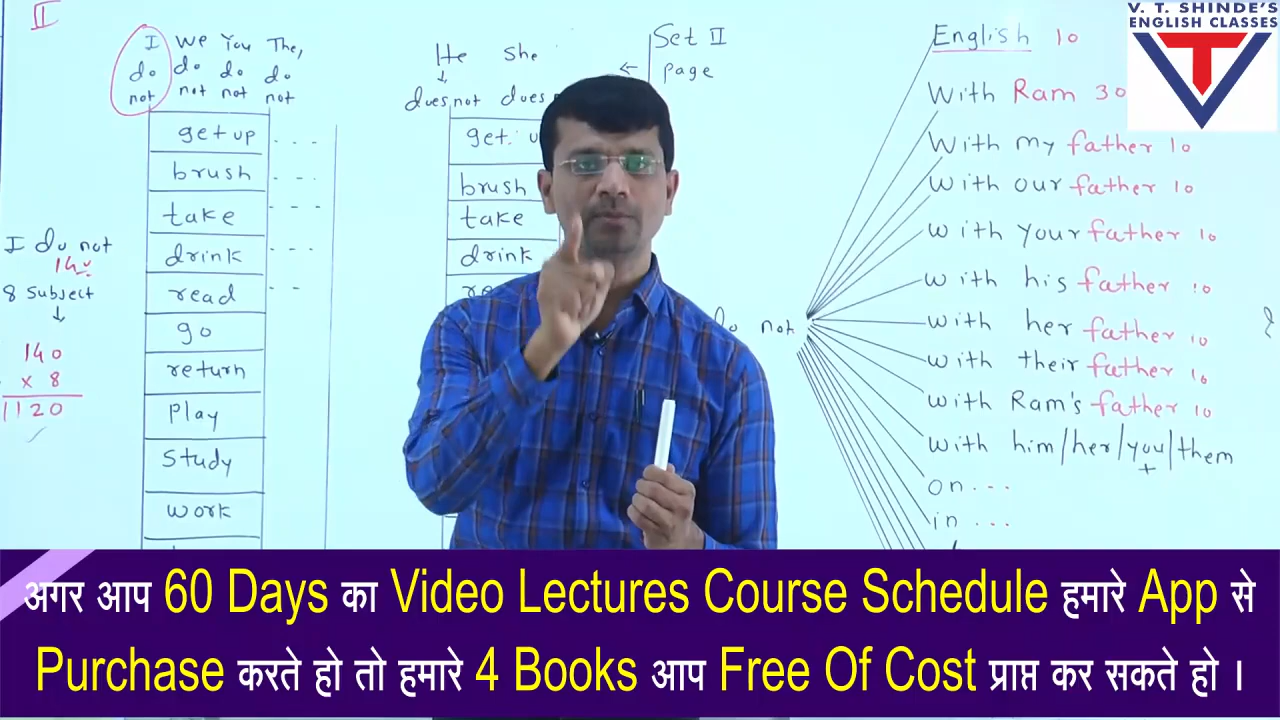 II
I We You The,
do do do do
not not not not
get up - - -
brush - - -
take - - -
drink - - -
read - -
go
return
Play
Study
work
I do not
140
8 Subject
↓
140
x 8
1120
He She
↓
does not does
get u
brush
take
drink
Set II
← page
do not
English 10
With Ram 30
With my father 10
With our father 10
with your father 10
with his father 10
with her father 10
with their father 10
with Ram's father 10
with him/her/you/them
+
on...
in ...
V. T. SHINDE'S
ENGLISH CLASSES
अगर आप 60 Days का Video Lectures Course Schedule हमारे App से
Purchase करते हो तो हमारे 4 Books आप Free Of Cost प्राप्त कर सकते हो ।